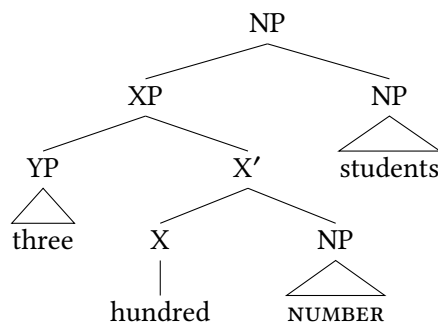 NP
XP NP
YP X′ students
three X NP
hundred NUMBER